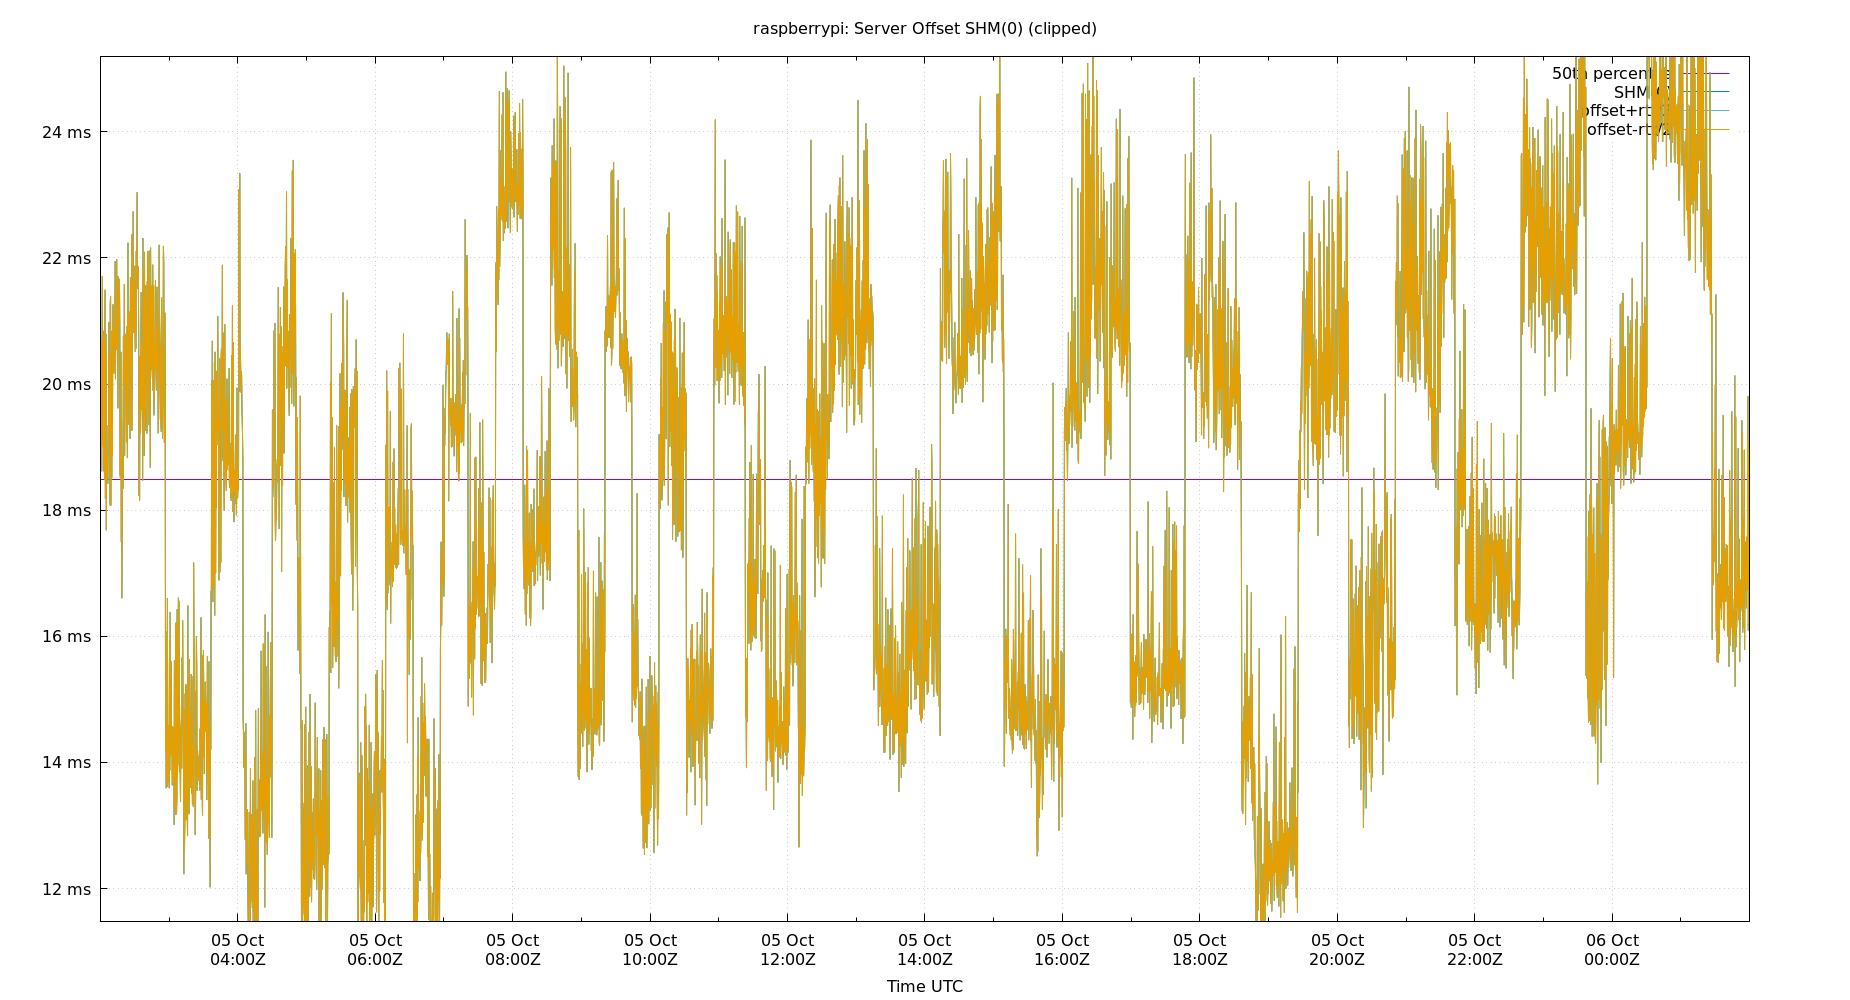 raspberrypi: Server Offset SHM(0) (clipped)
50th percentile
SHM(0)
offset+rtt/2
offset-rtt/2
24 ms
22 ms
20 ms
18 ms
16 ms
14 ms
12 ms
05 Oct 05 Oct 05 Oct 05 Oct 05 Oct 05 Oct 05 Oct 05 Oct 05 Oct 05 Oct 06 Oct
04:00Z 06:00Z 08:00Z 10:00Z 12:00Z 14:00Z 16:00Z 18:00Z 20:00Z 22:00Z 00:00Z
Time UTC